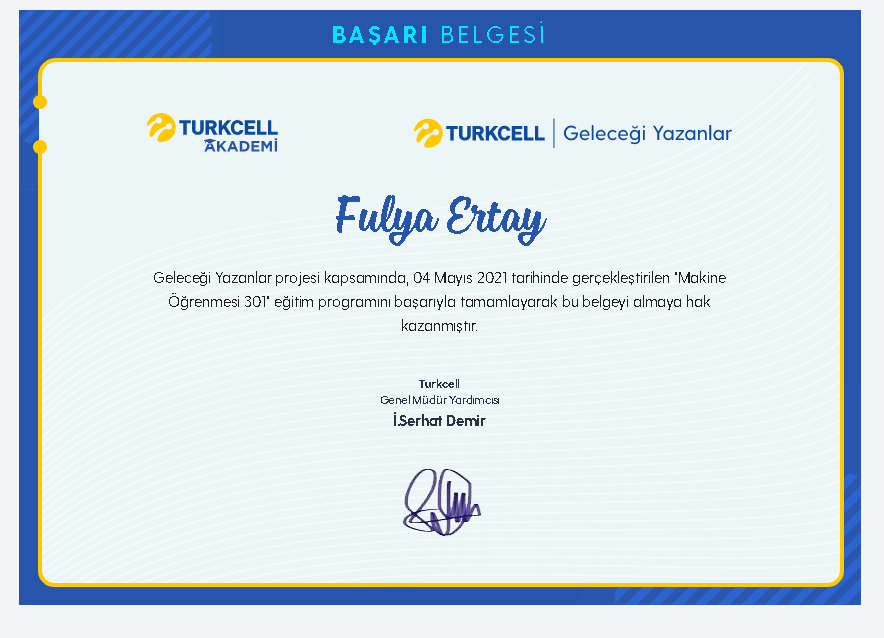 BAŞARI BELGESİ
TURKCELL
AKADEMİ
TURKCELL | Geleceği Yazanlar
Fulya Ertay
Geleceği Yazanlar projesi kapsamında, 04 Mayıs 2021 tarihinde gerçekleştirilen "Makine
Öğrenmesi 301" eğitim programını başarıyla tamamlayarak bu belgeyi almaya hak
kazanmıştır.
Turkcell
Genel Müdür Yardımcısı
İ.Serhat Demir